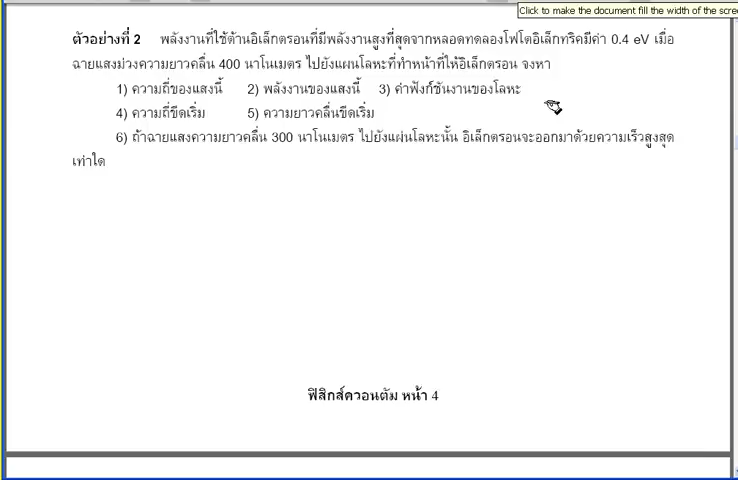 Click to make the document fill the width of the scre
ตัวอย่างที่ 2 พลังงานที่ใช้ต้านอิเล็กตรอนที่มีพลังงานสูงที่สุดจากหลอดทดลองโฟโตอิเล็กทริคมีค่า 0.4 eV เมื่อ
ฉายแสงม่วงความยาวคลื่น 400 นาโนเมตร ไปยังแผนโลหะที่ทำหน้าที่ให้อิเล็กตรอน จงหา
1) ความถี่ของแสงนี้ 2) พลังงานของแสงนี้ 3) ค่าฟังก์ชันงานของโลหะ
4) ความถี่ขีดเริ่ม 5) ความยาวคลื่นขีดเริ่ม
6) ถ้าฉายแสงความยาวคลื่น 300 นาโนเมตร ไปยังแผ่นโลหะนั้น อิเล็กตรอนจะออกมาด้วยความเร็วสูงสุด
เท่าใด
ฟิสิกส์ควอนตัม หน้า 4